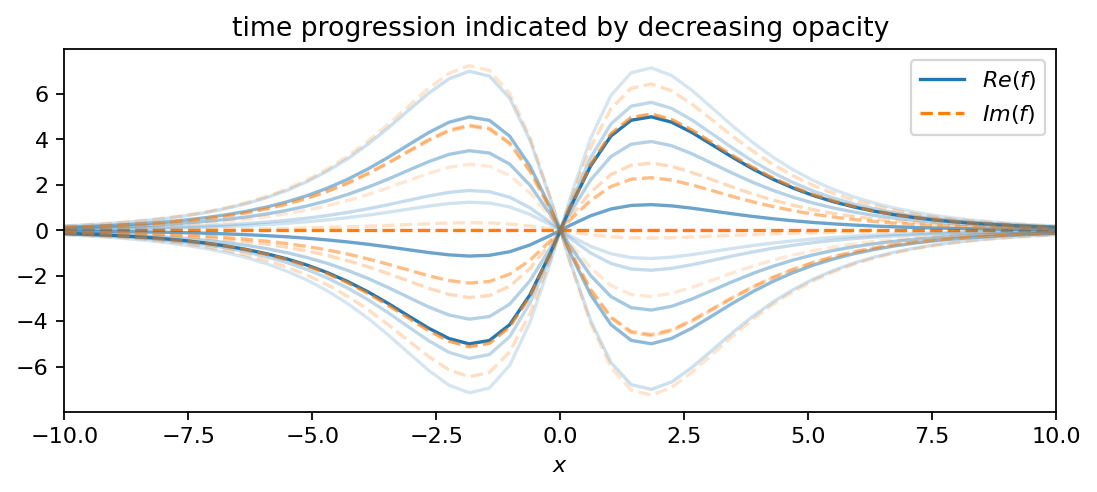 time progression indicated by decreasing opacity
Re(f)
Im(f)
6
4
2
0
−2
−4
−6
−10.0 −7.5 −5.0 −2.5 0.0 2.5 5.0 7.5 10.0
x